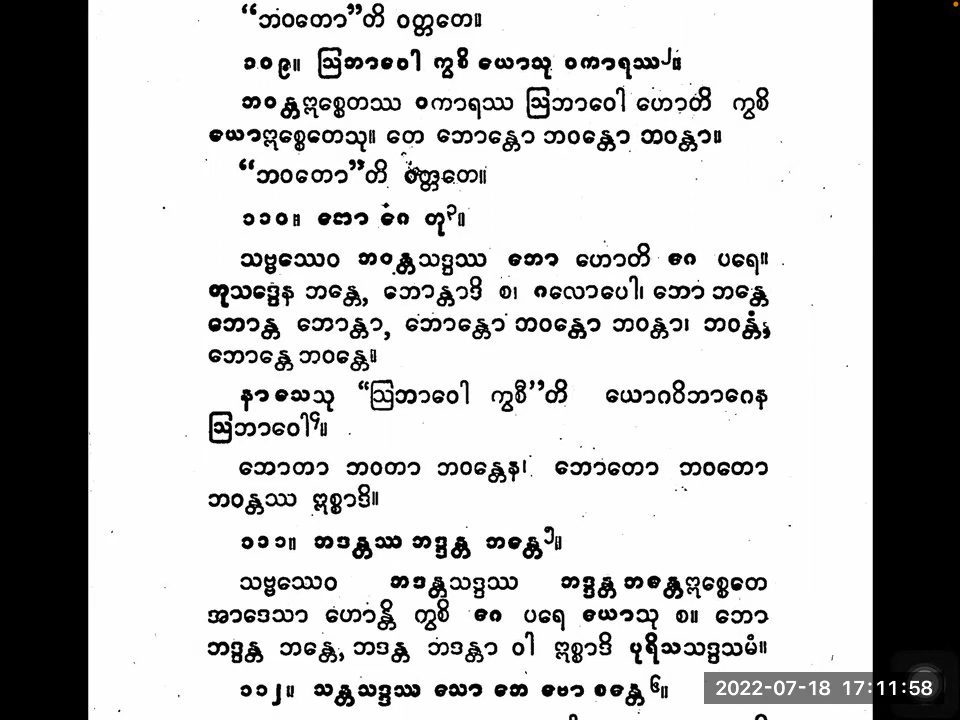 “ဘဝတော”တိ ဝတ္တတေ။
၁၀၉။ ဩဘာဝေါ ကွစိ ယောသု ဝကာရဿ၂။
ဘဝန္တဣစ္စေတဿ ဝကာရဿ ဩဘာဝေါ ဟောတိ ကွစိ
ယောဣစ္စေတေသု။ တေ ဘောန္တော ဘဝန္တော ဘဝန္တာ။
“ဘဝတော”တိ ဝတ္တတေ။
၁၁၀။ ဘော ဂေ တု၃။
သဗ္ဗဿေဝ ဘဝန္တသဒ္ဒဿ ဘော ဟောတိ ဂေ ပရေ။
တုသဒ္ဒေန ဘန္တေ, ဘောန္တာဒိ စ၊ ဂလောပေါ၊ ဘော ဘန္တေ
ဘောန္တ ဘောန္တာ, ဘောန္တော ဘဝန္တော ဘဝန္တာ၊ ဘဝန္တံ,
ဘောန္တေ ဘဝန္တေ။
နာသေသု “ဩဘာဝေါ ကွစီ”တိ ယောဂဝိဘာဂေန
ဩဘာဝေါ၄။
ဘောတာ ဘဝတာ ဘဝန္တေန၊ ဘောတော ဘဝတော
ဘဝန္တဿ ဣစ္စာဒိ။
၁၁၁။ ဘဒန္တဿ ဘဒ္ဒန္တ ဘန္တေ၅။
သဗ္ဗဿေဝ ဘဒန္တသဒ္ဒဿ ဘဒ္ဒန္တ ဘန္တေဣစ္စေတေ
အာဒေသာ ဟောန္တိ ကွစိ ဂေ ပရေ ယောသု စ။ ဘော
ဘဒ္ဒန္တ ဘန္တေ, ဘဒန္တ ဘဒန္တာ ဝါ ဣစ္စာဒိ ပုရိသသဒ္ဒသမံ။
၁၁၂။ သန္တသဒ္ဒဿ သော ဘေ ဗော စန္တေ၆။
2022-07-18 17:11:58